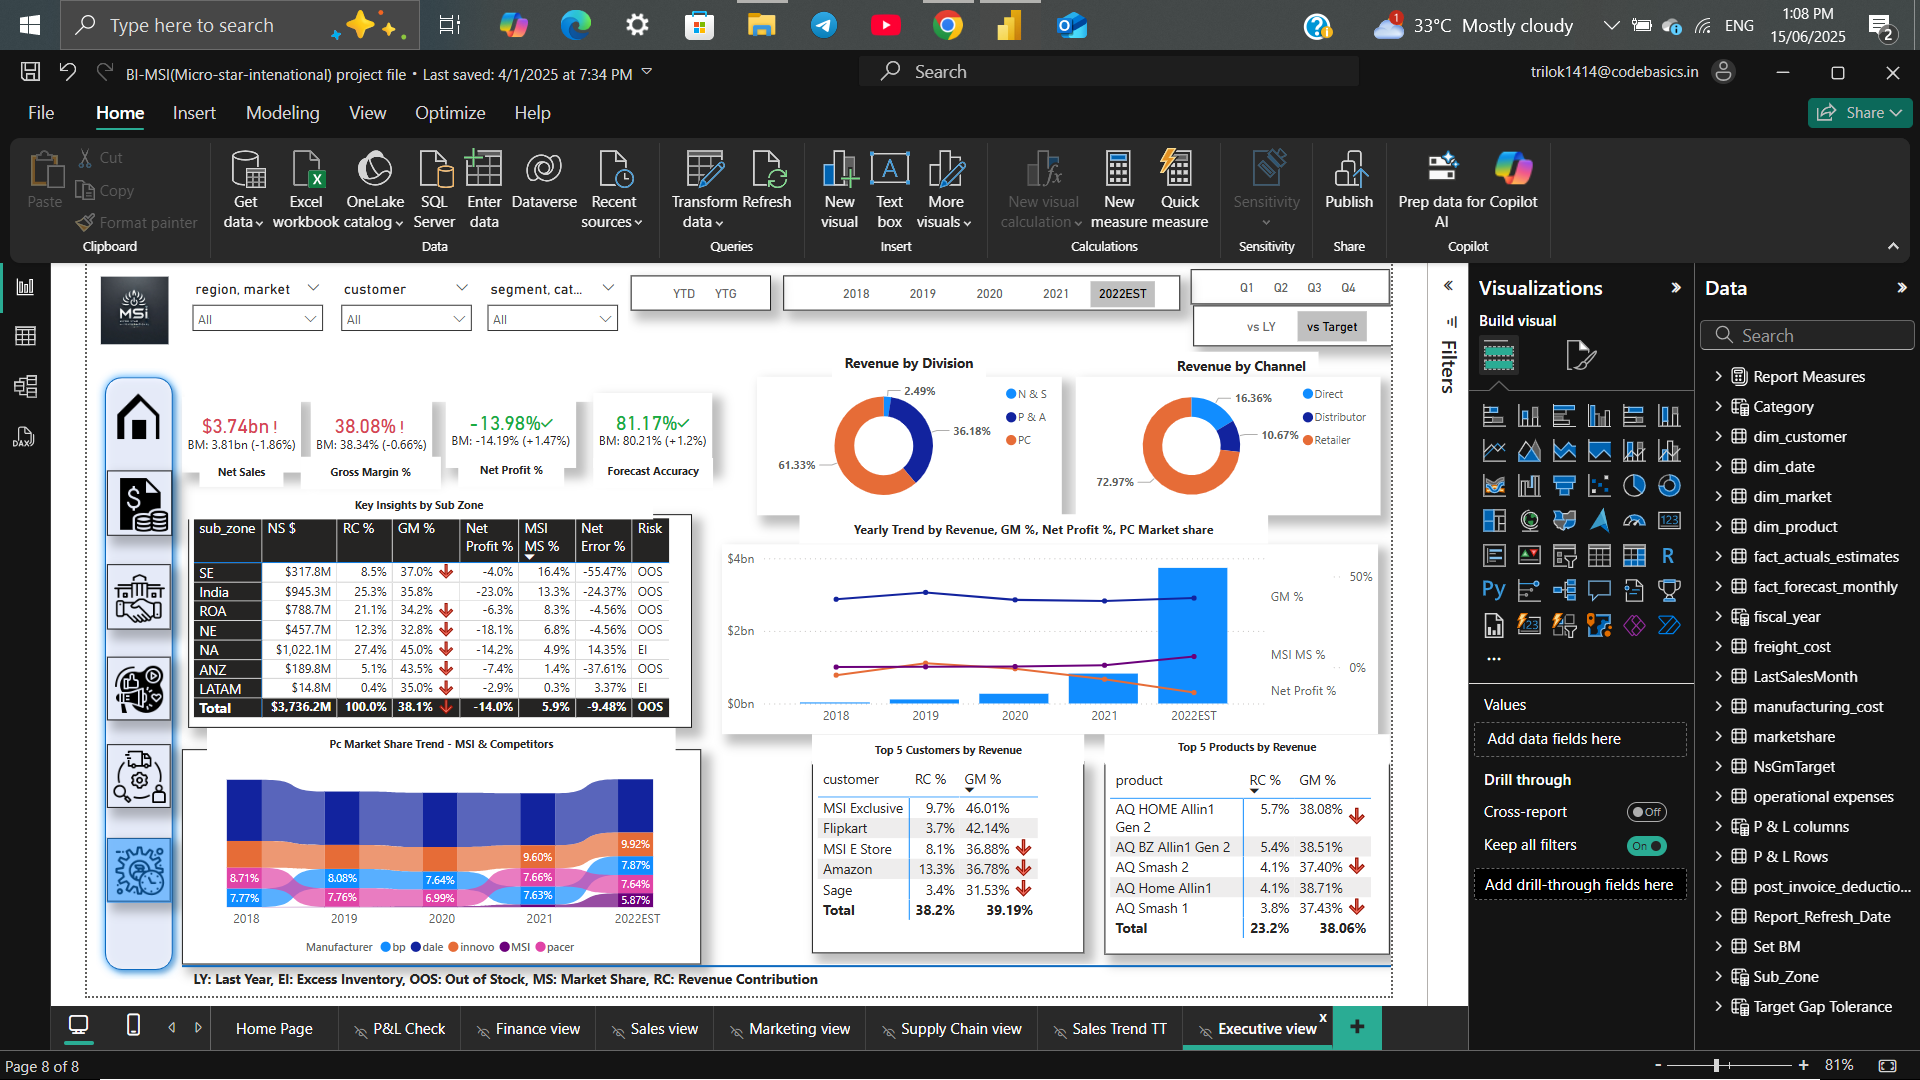 Type here to search
33°C Mostly cloudy
ENG
1:08 PM
15/06/2025
BI-MSI(Micro-star-intenational) project file • Last saved: 4/1/2025 at 7:34 PM
Search
trilok1414@codebasics.in
File Home Insert Modeling View Optimize Help
Share
Paste
Cut
Copy
Format painter
Clipboard
Get data
Excel workbook
OneLake catalog
SQL Server
Enter data
Dataverse
Recent sources
Data
Transform data
Refresh
Queries
New visual
Text box
More visuals
Insert
New visual calculation
New measure
Quick measure
Calculations
Sensitivity
Sensitivity
Publish
Share
Prep data for AI
Copilot
Copilot
MSi
region, market
All
customer
All
segment, cat...
All
YTD YTG
2018 2019 2020 2021 2022EST
Q1 Q2 Q3 Q4
vs LY vs Target
$3.74bn !
BM: 3.81bn (-1.86%)
Net Sales
38.08% !
BM: 38.34% (-0.66%)
Gross Margin %
-13.98%✓
BM: -14.19% (+1.47%)
Net Profit %
81.17%✓
BM: 80.21% (+1.2%)
Forecast Accuracy
Revenue by Division
2.49%
36.18%
61.33%
N & S
P & A
PC
Revenue by Channel
16.36%
10.67%
72.97%
Direct
Distributor
Retailer
Key Insights by Sub Zone
sub_zone NS $ RC % GM % Net Profit % MSI MS % Net Error % Risk
SE $317.8M 8.5% 37.0% -4.0% 16.4% -55.47% OOS
India $945.3M 25.3% 35.8% -23.0% 13.3% -24.37% OOS
ROA $788.7M 21.1% 34.2% -6.3% 8.3% -4.56% OOS
NE $457.7M 12.3% 32.8% -18.1% 6.8% -4.56% OOS
NA $1,022.1M 27.4% 45.0% -14.2% 4.9% 14.35% EI
ANZ $189.8M 5.1% 43.5% -7.4% 1.4% -37.61% OOS
LATAM $14.8M 0.4% 35.0% -2.9% 0.3% 3.37% EI
Total $3,736.2M 100.0% 38.1% -14.0% 5.9% -9.48% OOS
Yearly Trend by Revenue, GM %, Net Profit %, PC Market share
$4bn
$2bn
$0bn
50%
0%
GM %
MSI MS %
Net Profit %
2018 2019 2020 2021 2022EST
Pc Market Share Trend - MSI & Competitors
8.71%
7.77%
8.08%
7.76%
7.64%
6.99%
9.60%
7.66%
7.63%
9.92%
7.87%
7.64%
5.87%
2018 2019 2020 2021 2022EST
Manufacturer bp dale innovo MSI pacer
Top 5 Customers by Revenue
customer RC % GM %
MSI Exclusive 9.7% 46.01%
Flipkart 3.7% 42.14%
MSI E Store 8.1% 36.88%
Amazon 13.3% 36.78%
Sage 3.4% 31.53%
Total 38.2% 39.19%
Top 5 Products by Revenue
product RC % GM %
AQ HOME Allin1 Gen 2 5.7% 38.08%
AQ BZ Allin1 Gen 2 5.4% 38.51%
AQ Smash 2 4.1% 37.40%
AQ Home Allin1 4.1% 38.71%
AQ Smash 1 3.8% 37.43%
Total 23.2% 38.06%
LY: Last Year, EI: Excess Inventory, OOS: Out of Stock, MS: Market Share, RC: Revenue Contribution
Filters
Visualizations
Build visual
Values
Add data fields here
Drill through
Cross-report
Off
Keep all filters
On
Add drill-through fields here
Data
Search
Report Measures
Category
dim_customer
dim_date
dim_market
dim_product
fact_actuals_estimates
fact_forecast_monthly
fiscal_year
freight_cost
LastSalesMonth
manufacturing_cost
marketshare
NsGmTarget
operational expenses
P & L columns
P & L Rows
post_invoice_deductio...
Report_Refresh_Date
Set BM
Sub_Zone
Target Gap Tolerance
Home Page P&L Check Finance view Sales view Marketing view Supply Chain view Sales Trend TT Executive view
Page 8 of 8
81%